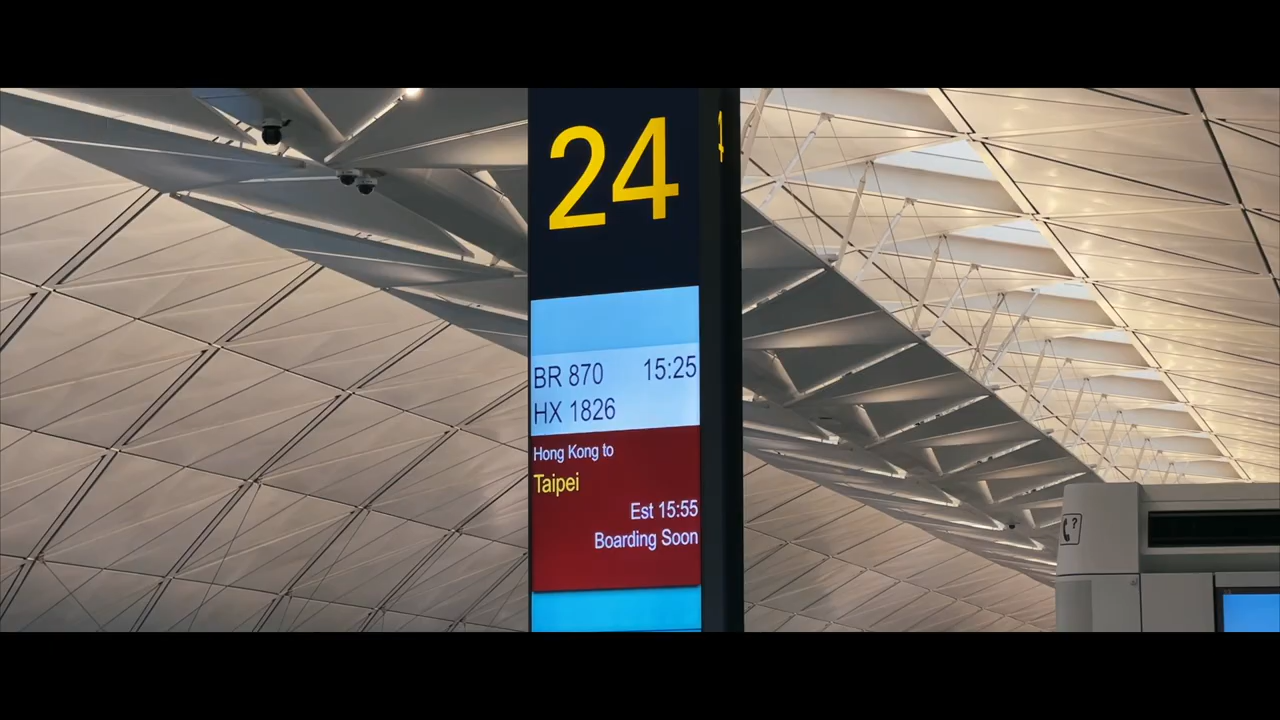 24
BR 870 15:25
HX 1826
Hong Kong to
Taipei
Est 15:55
Boarding Soon
?